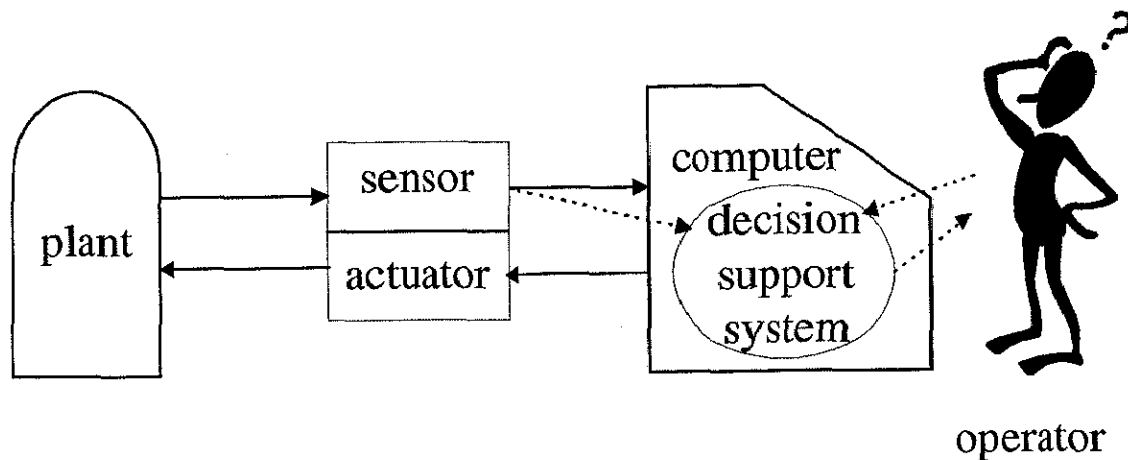 ?
computer
sensor
decision
plant
support
actuator
system
operator